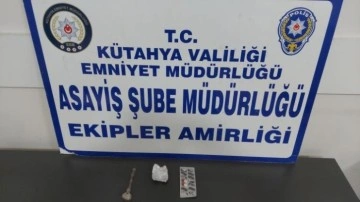 T.C.
KÜTAHYA VALİLİĞİ
EMNİYET MÜDÜRLÜĞÜ
ASAYİŞ ŞUBE MÜDÜRLÜĞÜ
EKİPLER AMİRLİĞİ